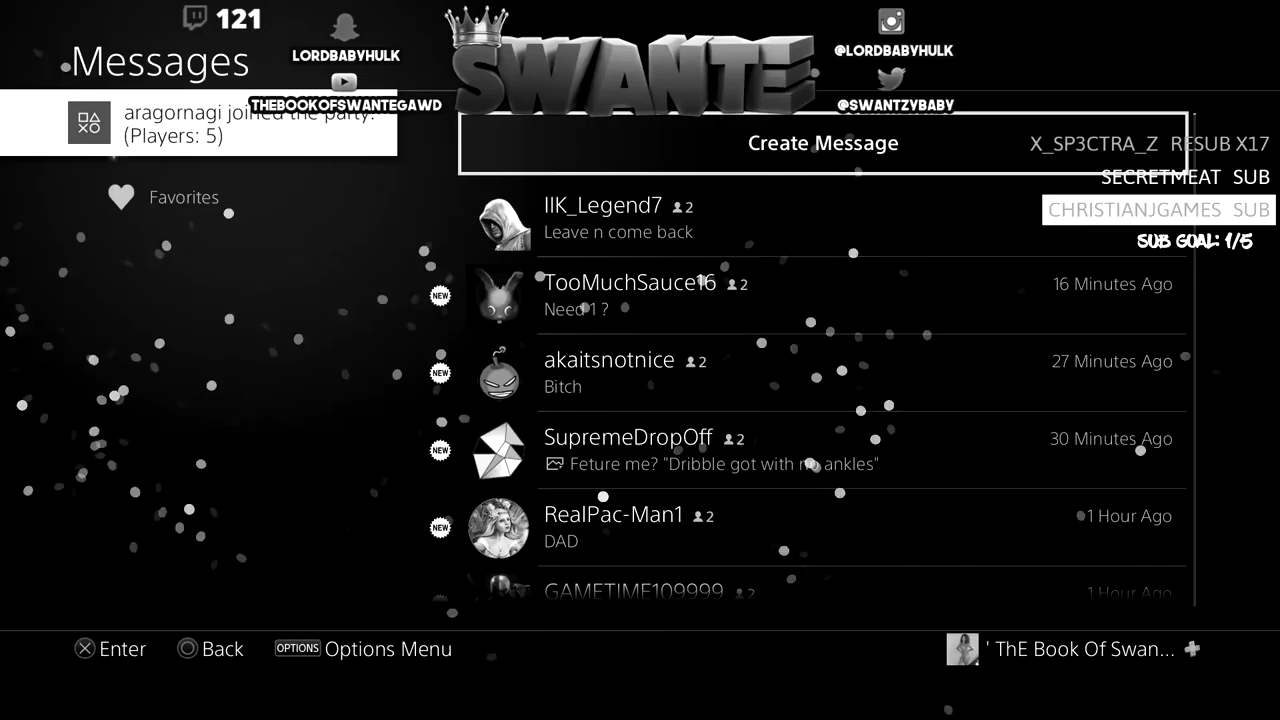 121
LORDBABYHULK
SWANTE
@LORDBABYHULK
Messages
THEBOOKOFSWANTEGAWD
@SWANTZYBABY
aragornagi joined the party.
(Players: 5)
Create Message
X_SP3CTRA_Z RESUB X17
SECRETMEAT SUB
Favorites
IIK_Legend7 2
CHRISTIANJGAMES SUB
Leave n come back
SUB GOAL: 1/5
NEW
TooMuchSauce16 2
16 Minutes Ago
Need 1 ?
NEW
akaitsnotnice 2
27 Minutes Ago
Bitch
NEW
SupremeDropOff 2
30 Minutes Ago
Feture me? "Dribble got with no ankles"
NEW
RealPac-Man1 2
1 Hour Ago
DAD
GAMETIME109999 2
1 Hour Ago
Enter
Back
OPTIONS Options Menu
' ThE Book Of Swan...